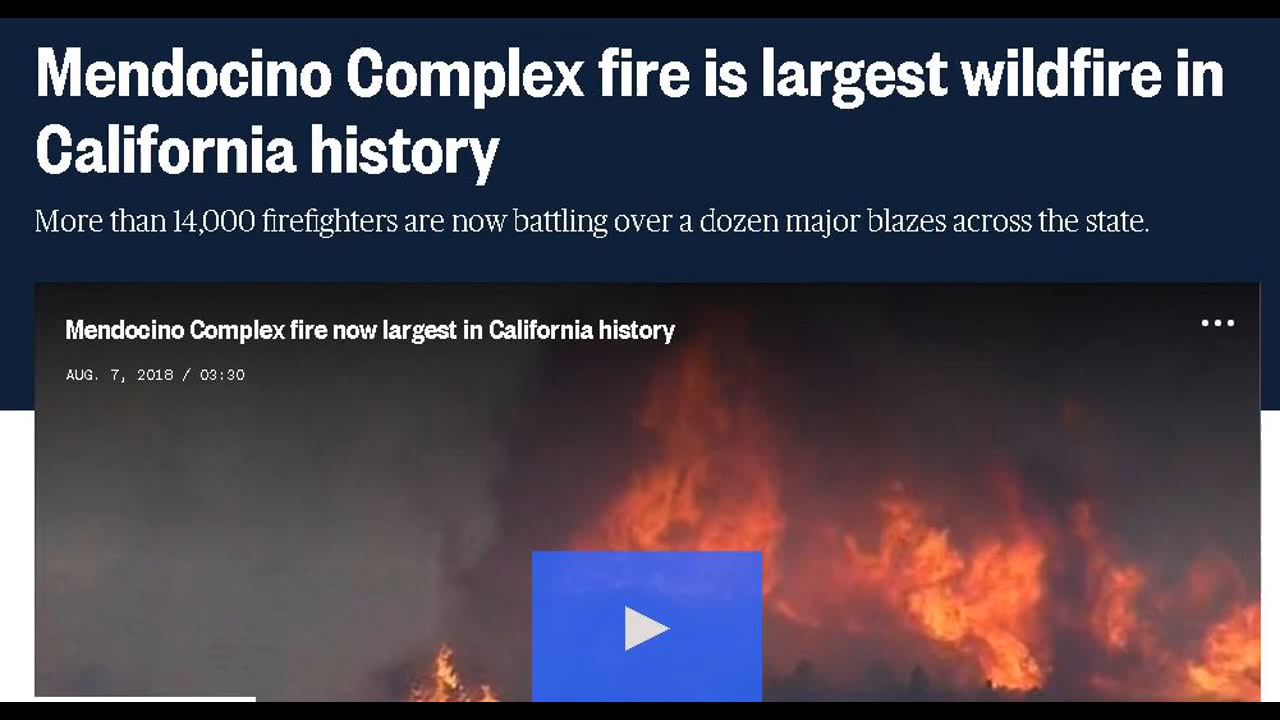 Mendocino Complex fire is largest wildfire in
California history
More than 14,000 firefighters are now battling over a dozen major blazes across the state.
Mendocino Complex fire now largest in California history
AUG. 7, 2018 / 03:30